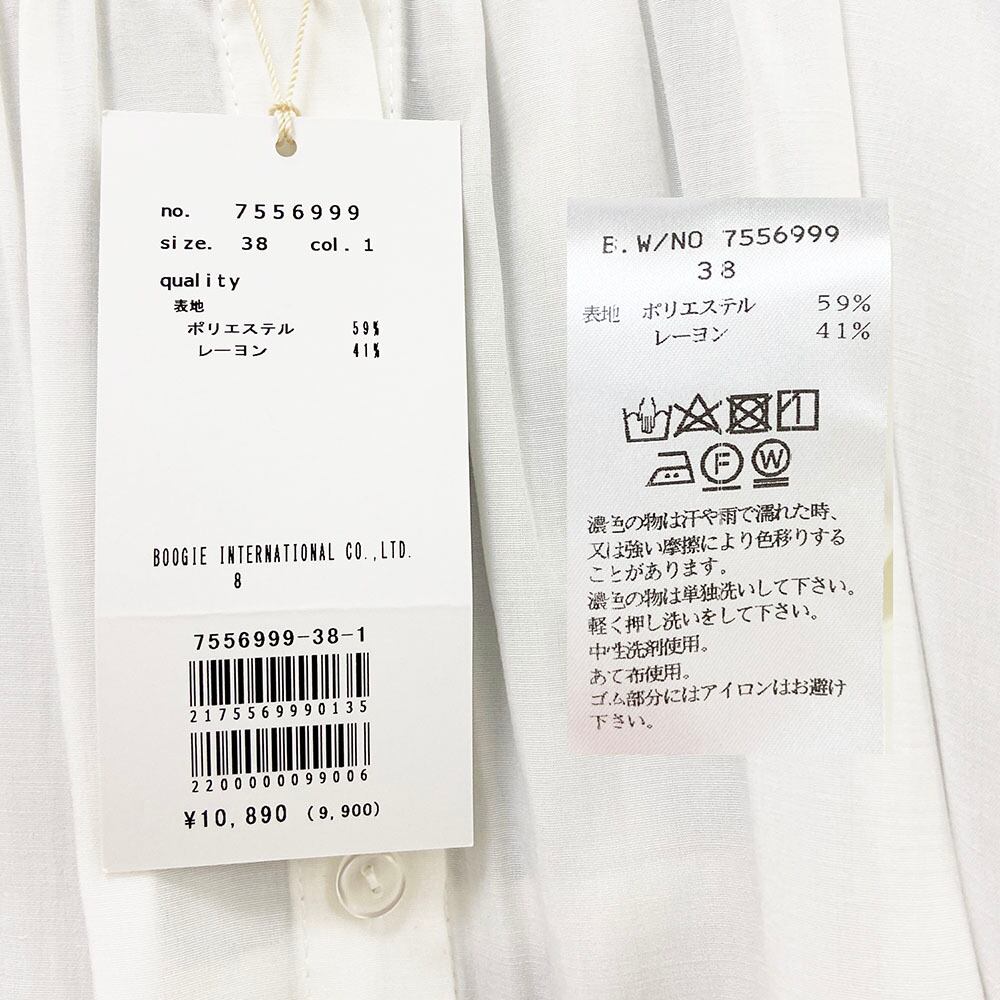 no. 7556999
size. 38 col. 1
quality
表地
ポリエステル 59%
レーヨン 41%
BOOGIE INTERNATIONAL CO.,LTD.
8
7556999-38-1
2175569990135
2200000099006
¥10,890 (9,900)
B.W/NO 7556999
38
表地 ポリエステル 59%
レーヨン 41%
F W
濃色の物は汗や雨で濡れた時、
又は強い摩擦により色移りする
ことがあります。
濃色の物は単独洗いして下さい。
軽く押し洗いをして下さい。
中性洗剤使用。
あて布使用。
ゴム部分にはアイロンはお避け
下さい。